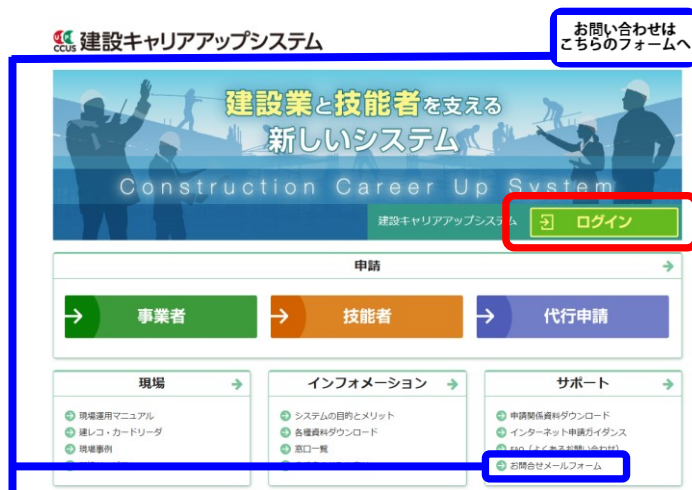 CCUS 建設キャリアアップシステム
お問い合わせは
こちらのフォームへ
建設業と技能者を支える
新しいシステム
Construction Career Up System
建設キャリアアップシステム
ログイン
申請
事業者
技能者
代行申請
現場
現場運用マニュアル
建レコ・カードリーダ
現場事例
インフォメーション
システムの目的とメリット
各種資料ダウンロード
窓口一覧
サポート
申請関係資料ダウンロード
インターネット申請ガイダンス
FAQ（よくあるお問い合わせ）
お問合せメールフォーム